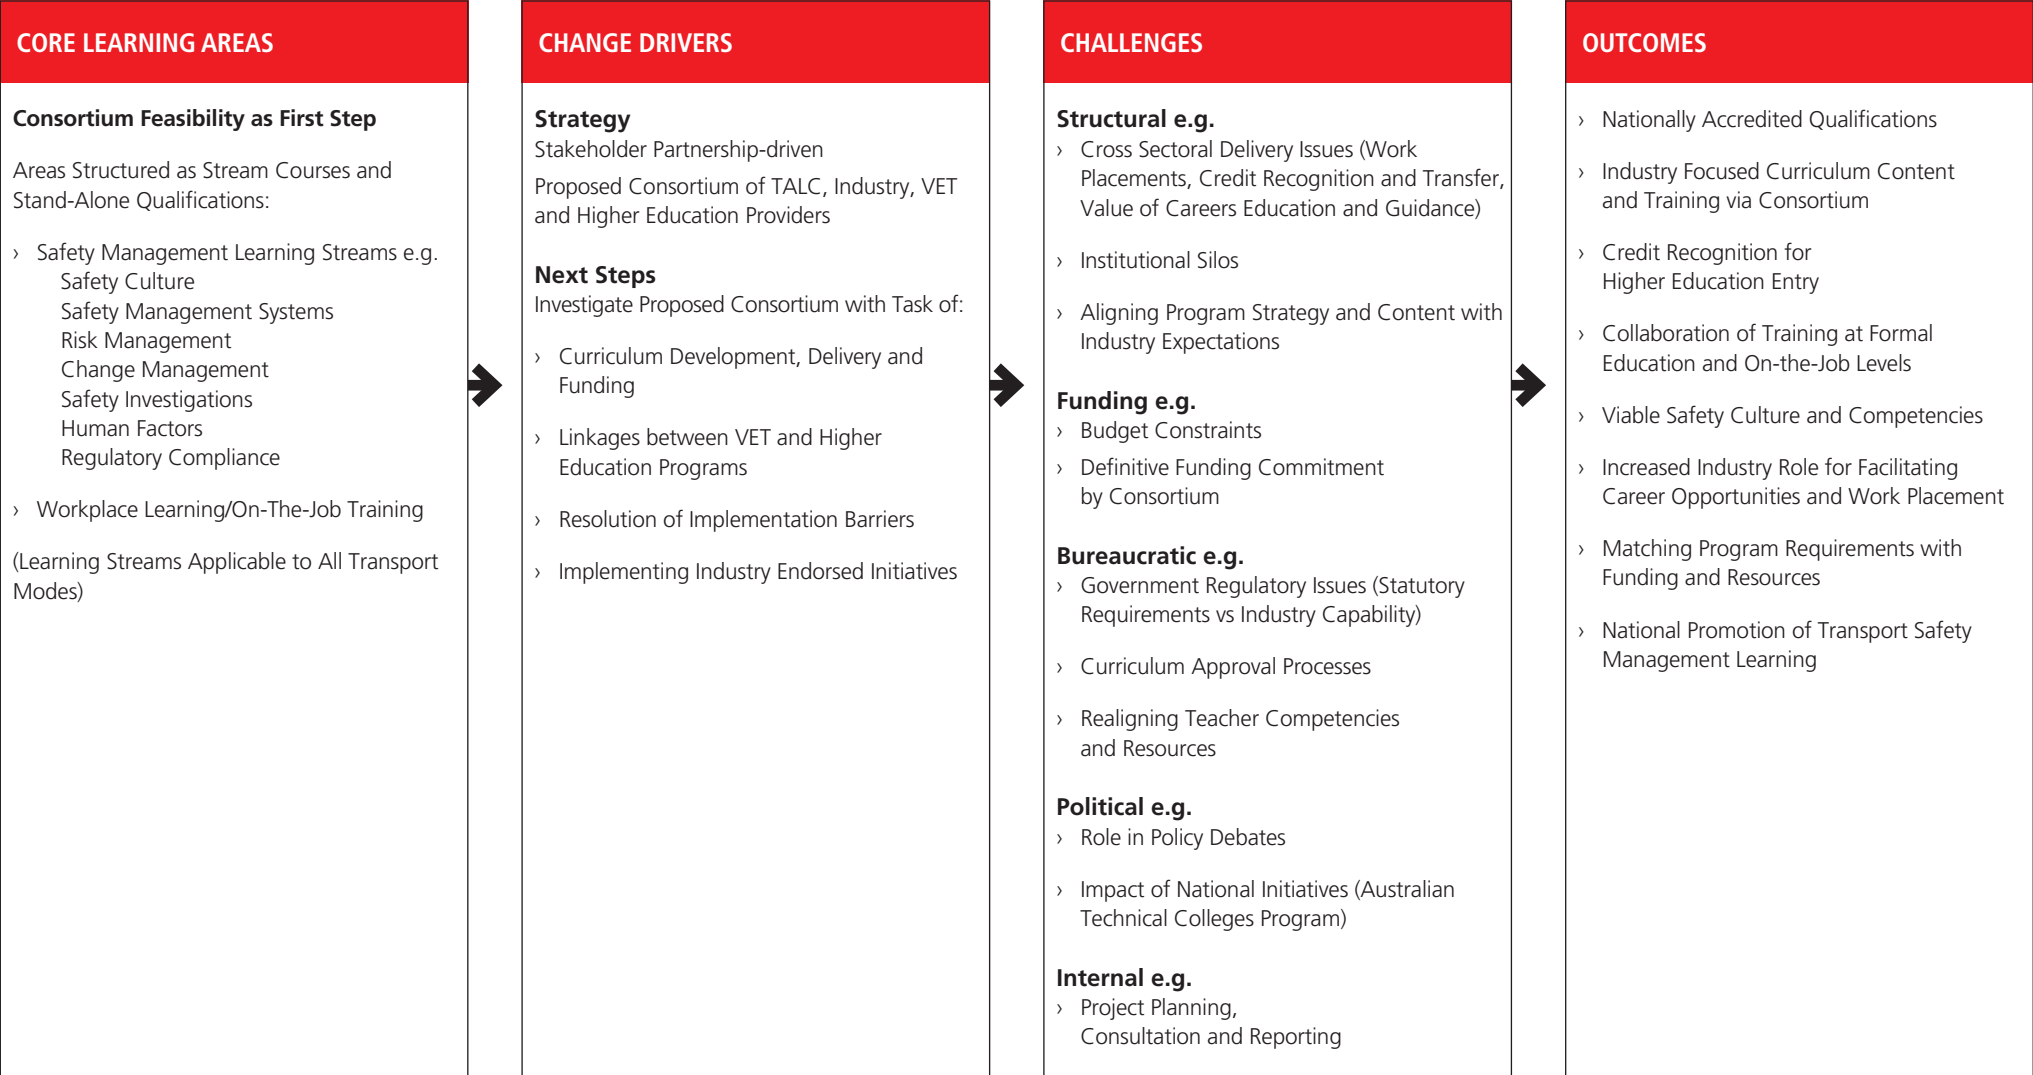 CORE LEARNING AREAS
Consortium Feasibility as First Step
Areas Structured as Stream Courses and
Stand-Alone Qualifications:
› Safety Management Learning Streams e.g.
Safety Culture
Safety Management Systems
Risk Management
Change Management
Safety Investigations
Human Factors
Regulatory Compliance
› Workplace Learning/On-The-Job Training
(Learning Streams Applicable to All Transport
Modes)
CHANGE DRIVERS
Strategy
Stakeholder Partnership-driven
Proposed Consortium of TALC, Industry, VET
and Higher Education Providers
Next Steps
Investigate Proposed Consortium with Task of:
› Curriculum Development, Delivery and
Funding
› Linkages between VET and Higher
Education Programs
› Resolution of Implementation Barriers
› Implementing Industry Endorsed Initiatives
CHALLENGES
Structural e.g.
› Cross Sectoral Delivery Issues (Work
Placements, Credit Recognition and Transfer,
Value of Careers Education and Guidance)
› Institutional Silos
› Aligning Program Strategy and Content with
Industry Expectations
Funding e.g.
› Budget Constraints
› Definitive Funding Commitment
by Consortium
Bureaucratic e.g.
› Government Regulatory Issues (Statutory
Requirements vs Industry Capability)
› Curriculum Approval Processes
› Realigning Teacher Competencies
and Resources
Political e.g.
› Role in Policy Debates
› Impact of National Initiatives (Australian
Technical Colleges Program)
Internal e.g.
› Project Planning,
Consultation and Reporting
OUTCOMES
› Nationally Accredited Qualifications
› Industry Focused Curriculum Content
and Training via Consortium
› Credit Recognition for
Higher Education Entry
› Collaboration of Training at Formal
Education and On-the-Job Levels
› Viable Safety Culture and Competencies
› Increased Industry Role for Facilitating
Career Opportunities and Work Placement
› Matching Program Requirements with
Funding and Resources
› National Promotion of Transport Safety
Management Learning